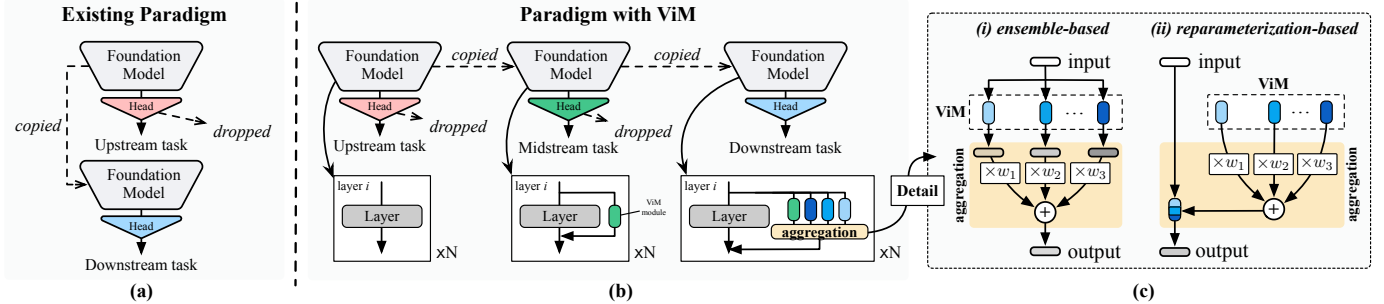 Existing Paradigm
Foundation
Model
Head
copied
dropped
Upstream task
Foundation
Model
Head
Downstream task
(a)
Paradigm with ViM
Foundation
Model
copied
Foundation
Model
copied
Foundation
Model
Head
dropped
Upstream task
Head
dropped
Midstream task
Head
Downstream task
layer i
Layer
xN
layer i
Layer
ViM
module
xN
layer i
Layer
aggregation
xN
Detail
(b)
(i) ensemble-based
input
ViM
...
aggregation
×w1
×w2
×w3
+
output
(ii) reparameterization-based
input
ViM
...
×w1
×w2
×w3
aggregation
+
output
(c)